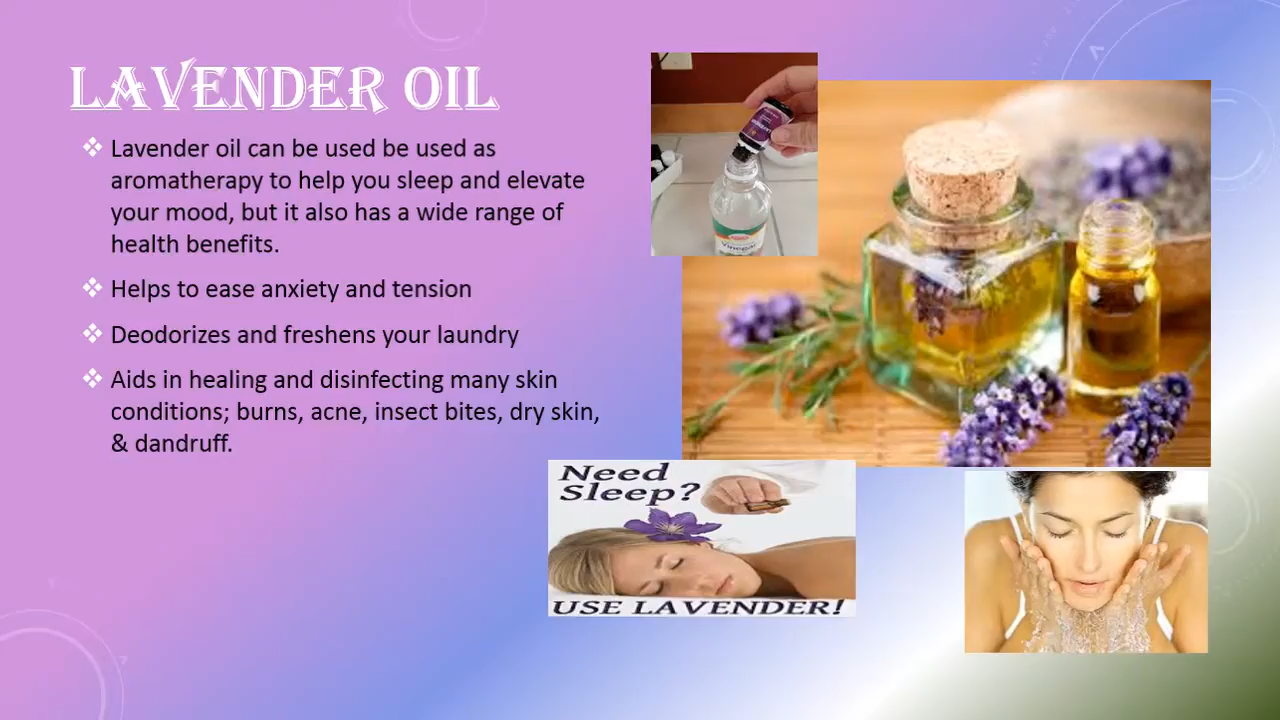 LAVENDER OIL
Lavender oil can be used be used as
aromatherapy to help you sleep and elevate
your mood, but it also has a wide range of
health benefits.
Helps to ease anxiety and tension
Deodorizes and freshens your laundry
Aids in healing and disinfecting many skin
conditions; burns, acne, insect bites, dry skin,
& dandruff.
Vinegar
Need
Sleep?
USE LAVENDER!